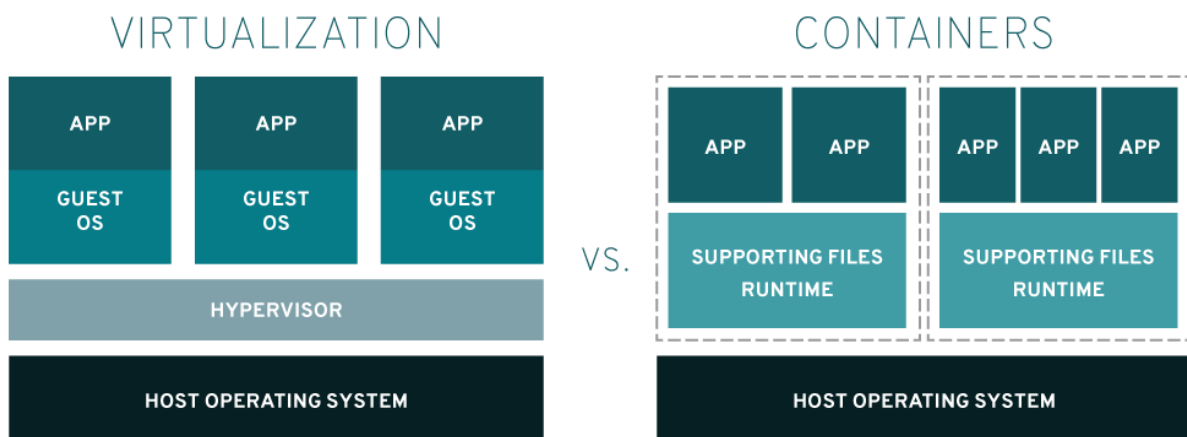 VIRTUALIZATION
APP
APP
APP
GUEST
OS
GUEST
OS
GUEST
OS
HYPERVISOR
HOST OPERATING SYSTEM
VS.
CONTAINERS
APP
APP
APP
APP
APP
SUPPORTING FILES
RUNTIME
SUPPORTING FILES
RUNTIME
HOST OPERATING SYSTEM